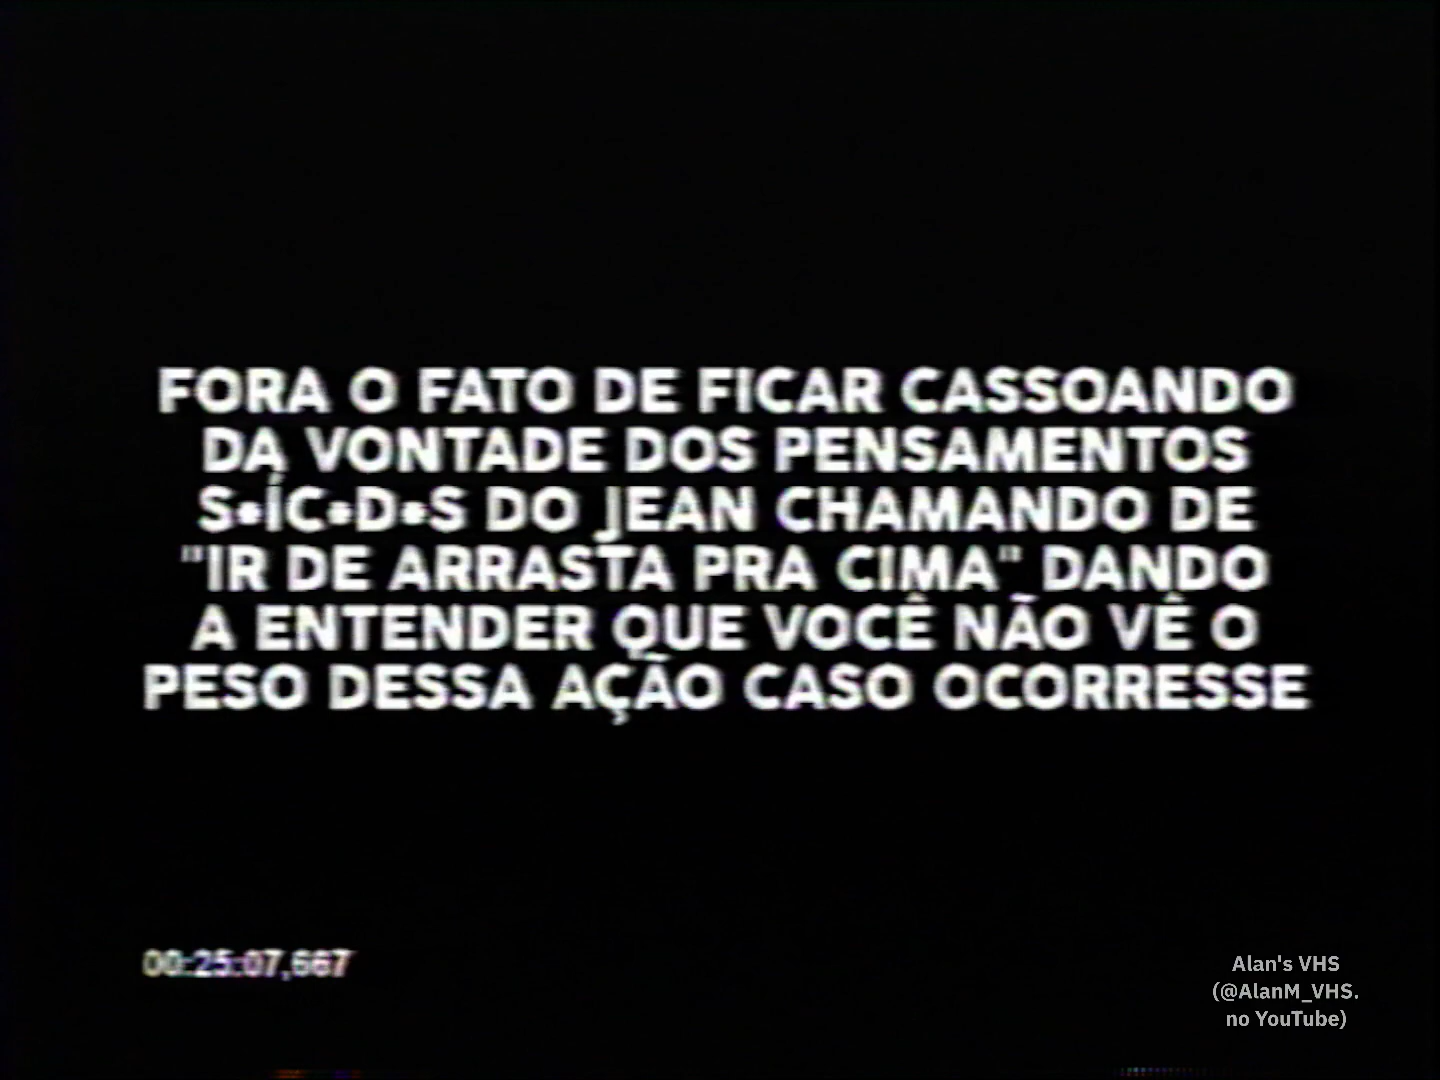 FORA O FATO DE FICAR CASSOANDO
DA VONTADE DOS PENSAMENTOS
S•ÍC•D•S DO JEAN CHAMANDO DE
"IR DE ARRASTA PRA CIMA" DANDO
A ENTENDER QUE VOCÊ NÃO VÊ O
PESO DESSA AÇÃO CASO OCORRESSE
00:25:07,667
Alan's VHS
(@AlanM_VHS.
no YouTube)